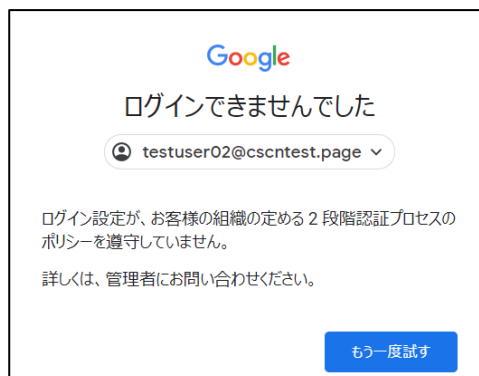 Google
ログインできませんでした
testuser02@cscntest.page
ログイン設定が、お客様の組織の定める 2 段階認証プロセスの
ポリシーを遵守していません。
詳しくは、管理者にお問い合わせください。
もう一度試す